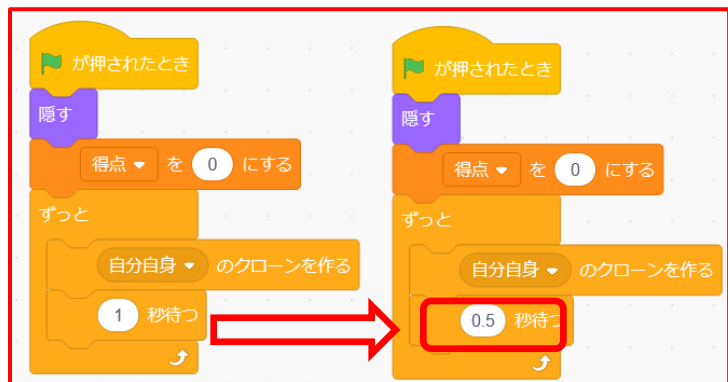 が押されたとき
隠す
得点 を 0 にする
ずっと
自分自身 のクローンを作る
1 秒待つ
が押されたとき
隠す
得点 を 0 にする
ずっと
自分自身 のクローンを作る
0.5 秒待つ